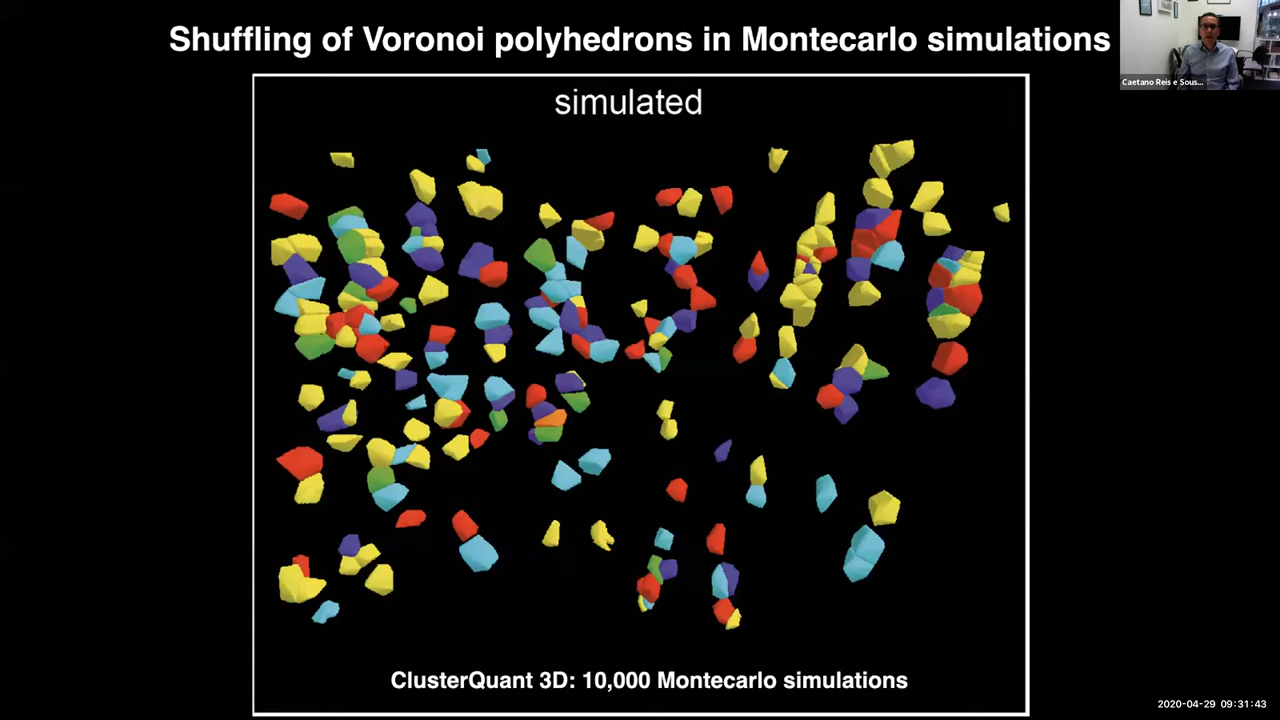 Shuffling of Voronoi polyhedrons in Montecarlo simulations
Caetano Reis e Sous...
simulated
ClusterQuant 3D: 10,000 Montecarlo simulations
2020-04-29 09:31:43